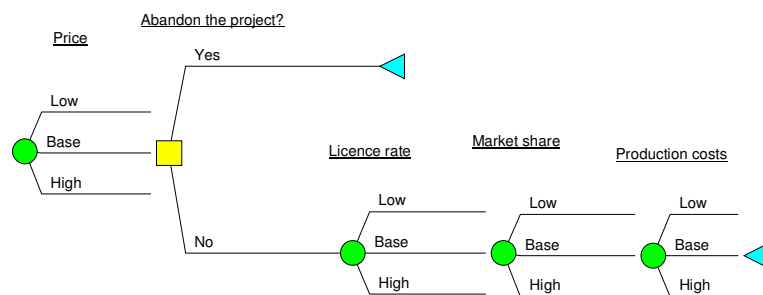 Abandon the project?
Price
Yes
Low
Base
High
Licence rate
Market share
Production costs
No
Low
Base
High
Low
Base
High
Low
Base
High